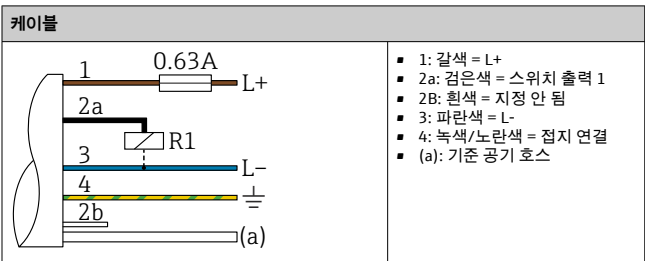 케이블
1
0.63A
L+
2a
R1
3
L−
4
2b
(a)
▪ 1: 갈색 = L+
▪ 2a: 검은색 = 스위치 출력 1
▪ 2B: 흰색 = 지정 안 됨
▪ 3: 파란색 = L-
▪ 4: 녹색/노란색 = 접지 연결
▪ (a): 기준 공기 호스